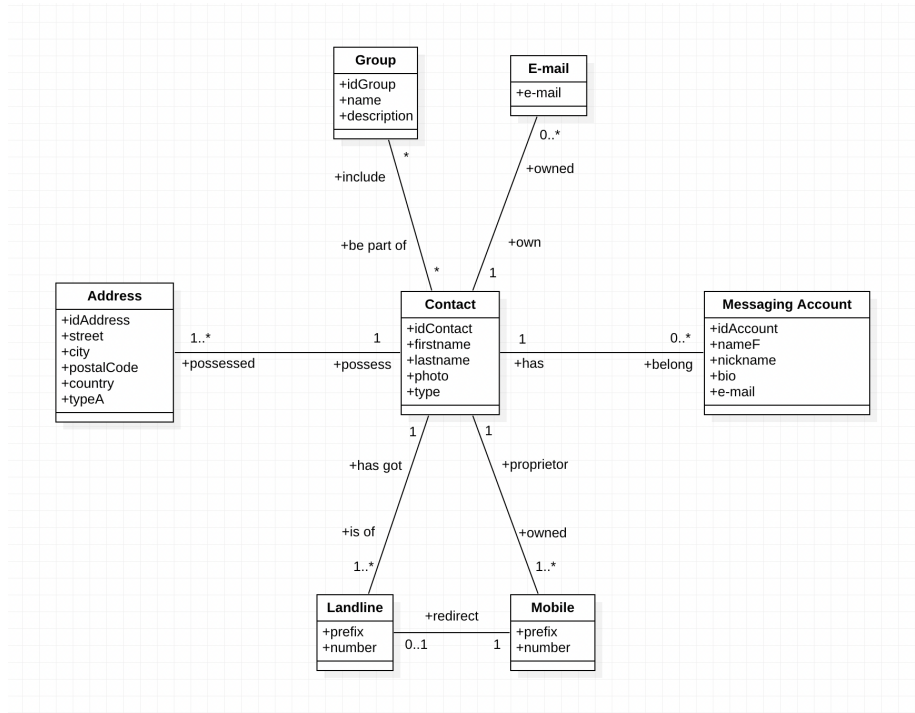 Group
+idGroup
+name
+description
E-mail
+e-mail
*
0..*
+include
+owned
+be part of
+own
*
1
Address
+idAddress
+street
+city
+postalCode
+country
+typeA
1..*
+possessed
1
+possess
Contact
+idContact
+firstname
+lastname
+photo
+type
1
+has
0..*
+belong
Messaging Account
+idAccount
+nameF
+nickname
+bio
+e-mail
1
1
+has got
+proprietor
+is of
+owned
1..*
1..*
Landline
+prefix
+number
+redirect
0..1
1
Mobile
+prefix
+number